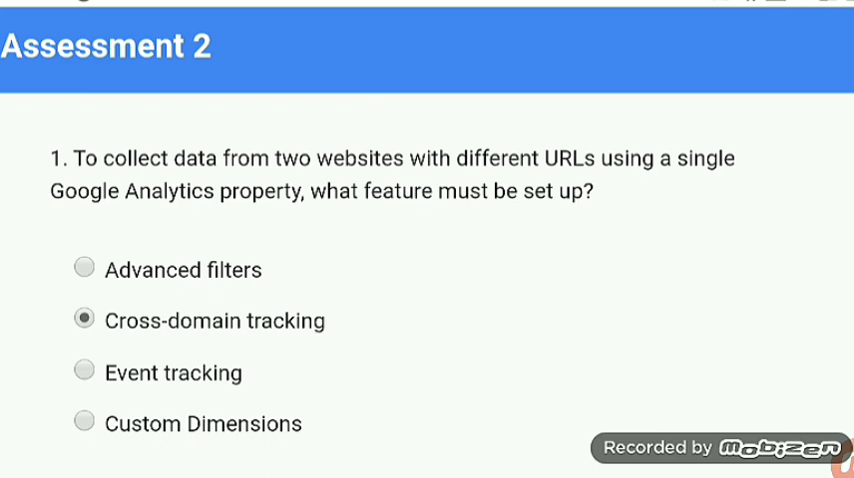 Assessment 2
1. To collect data from two websites with different URLs using a single
Google Analytics property, what feature must be set up?
Advanced filters
Cross-domain tracking
Event tracking
Custom Dimensions
Recorded by Mobizen